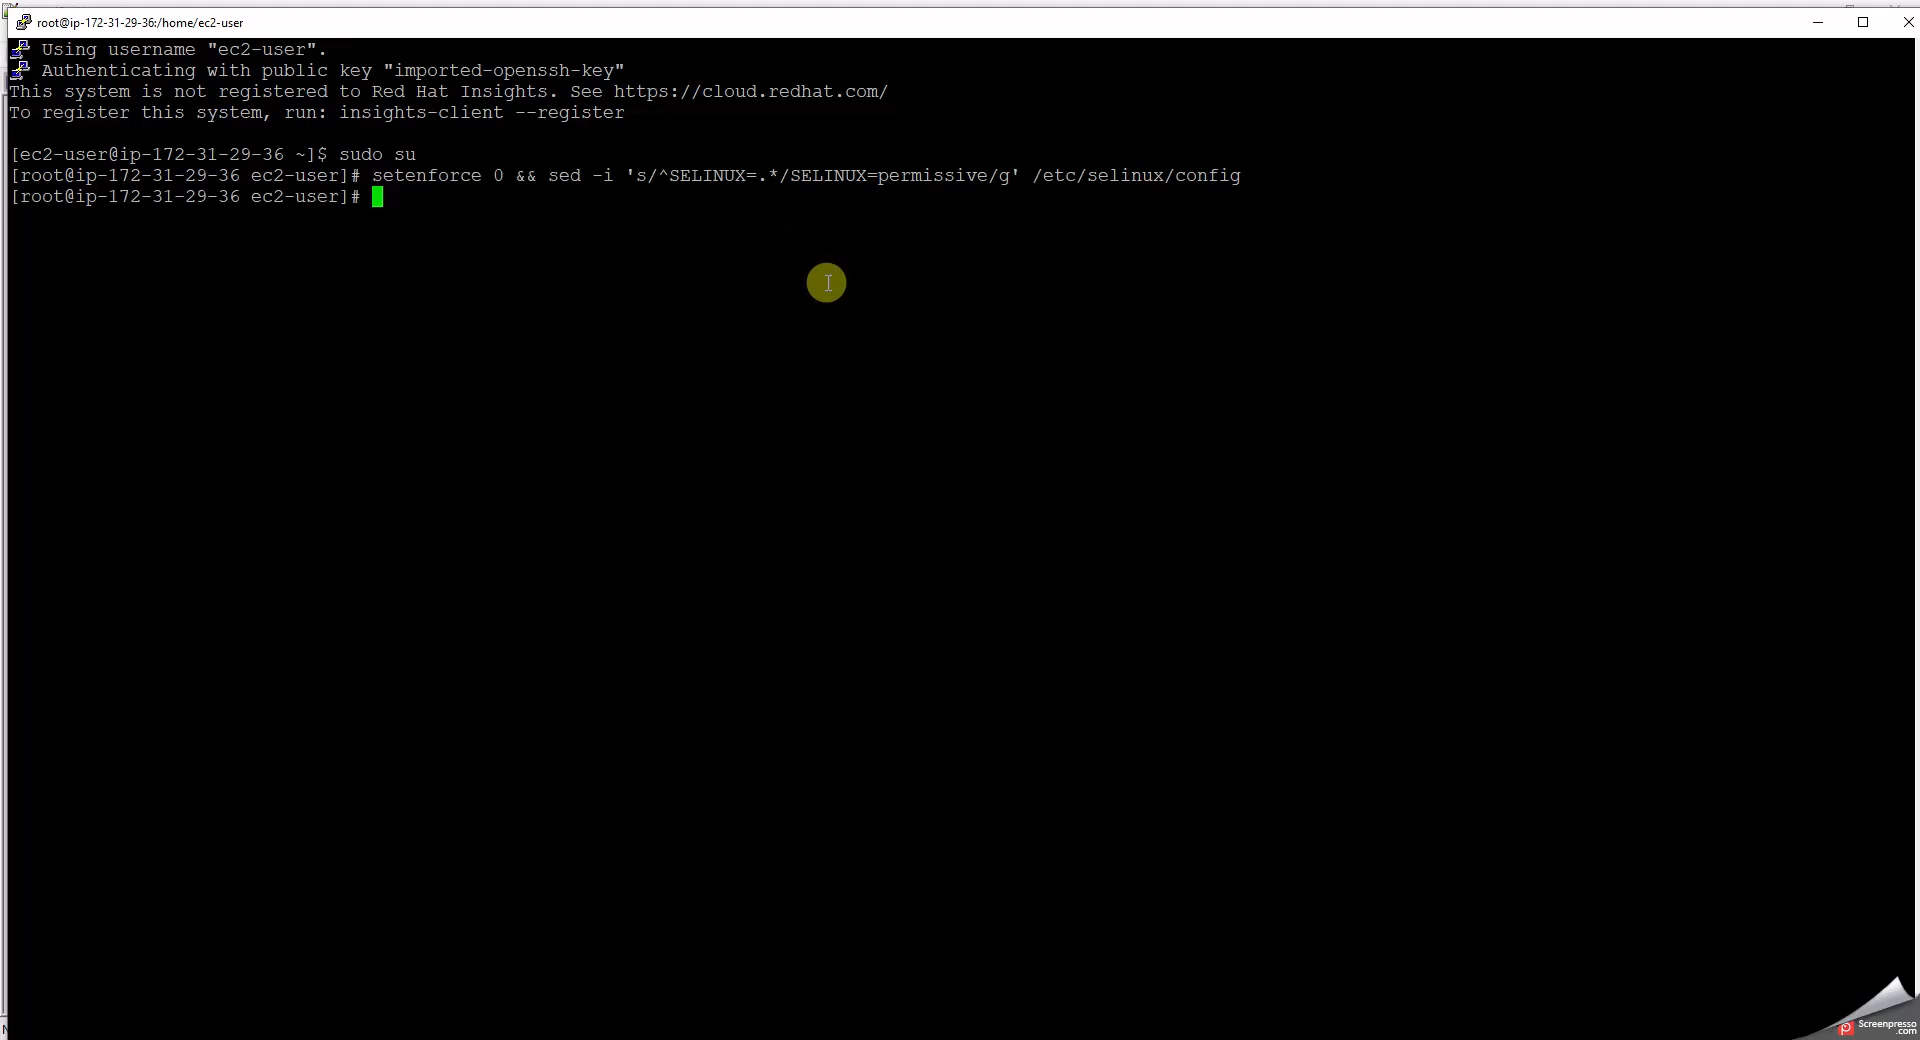 root@ip-172-31-29-36:/home/ec2-user
Using username "ec2-user".
Authenticating with public key "imported-openssh-key"
This system is not registered to Red Hat Insights. See https://cloud.redhat.com/
To register this system, run: insights-client --register
[ec2-user@ip-172-31-29-36 ~]$ sudo su
[root@ip-172-31-29-36 ec2-user]# setenforce 0 && sed -i 's/^SELINUX=.*/SELINUX=permissive/g' /etc/selinux/config
[root@ip-172-31-29-36 ec2-user]#
Screenpresso
.com